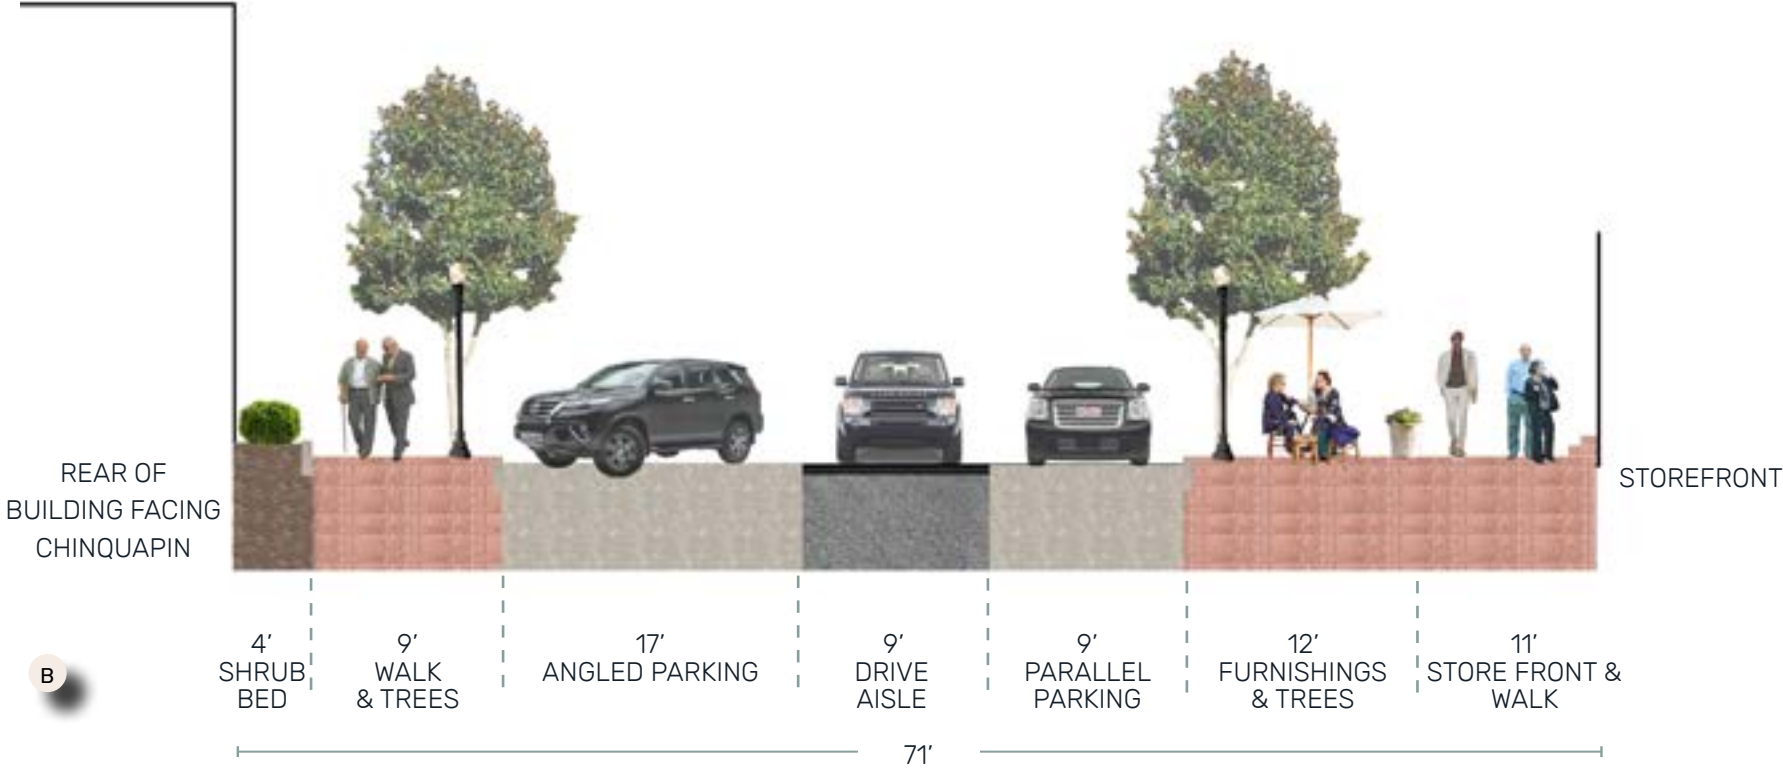 REAR OF
BUILDING FACING
CHINQUAPIN
STOREFRONT
B
4’
SHRUB
BED
9’
WALK
& TREES
17’
ANGLED PARKING
9’
DRIVE
AISLE
9’
PARALLEL
PARKING
12’
FURNISHINGS
& TREES
11’
STORE FRONT &
WALK
71’